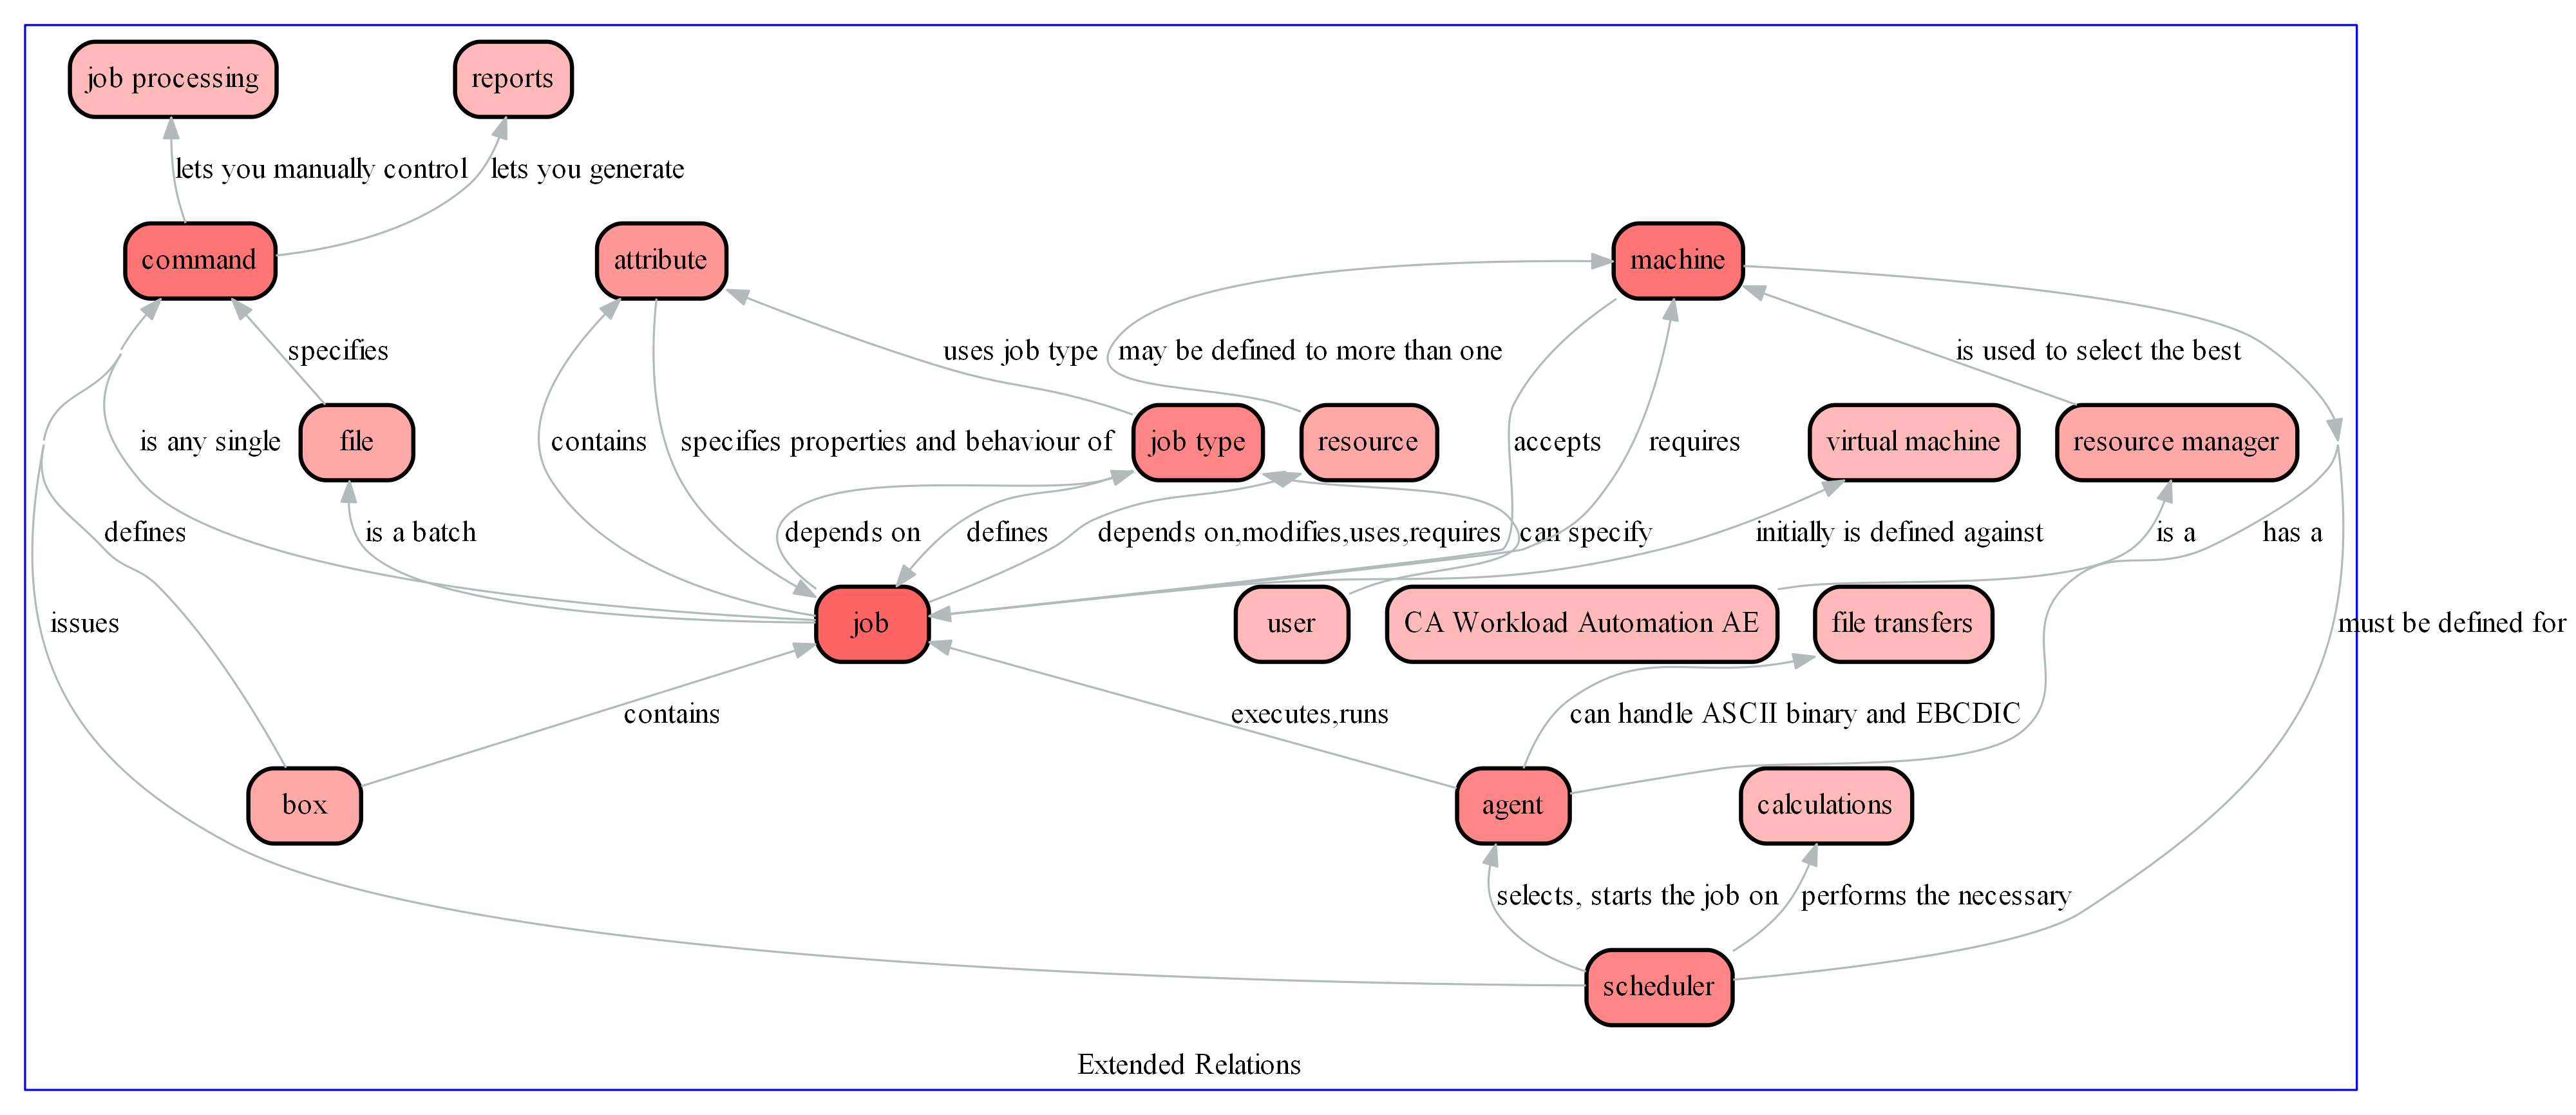 job processing
reports
lets you manually control
lets you generate
command
attribute
machine
specifies
uses job type
may be defined to more than one
is used to select the best
is any single
file
contains
specifies properties and behaviour of
job type
resource
accepts
requires
virtual machine
resource manager
defines
is a batch
depends on
defines
depends on,modifies,uses,requires
can specify
initially is defined against
is a
has a
issues
job
user
CA Workload Automation AE
file transfers
must be defined for
contains
executes,runs
can handle ASCII binary and EBCDIC
box
agent
calculations
selects, starts the job on
performs the necessary
scheduler
Extended Relations